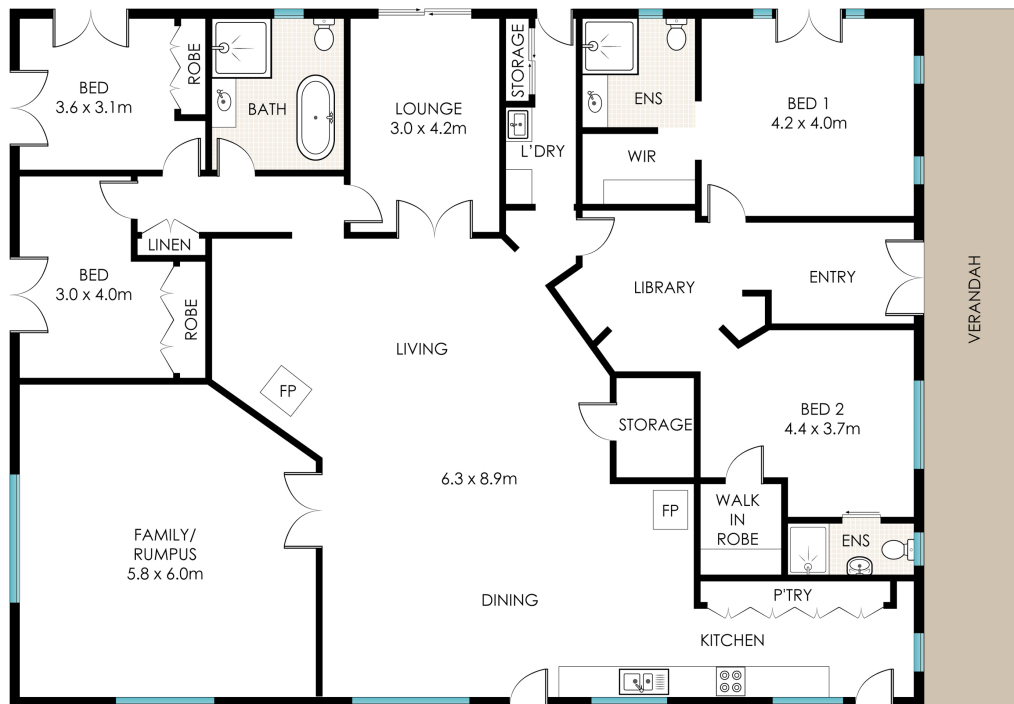 BED
3.6 x 3.1m
ROBE
BATH
LOUNGE
3.0 x 4.2m
STORAGE
L'DRY
ENS
WIR
BED 1
4.2 x 4.0m
LINEN
BED
3.0 x 4.0m
ROBE
LIBRARY
ENTRY
VERANDAH
LIVING
FP
STORAGE
BED 2
4.4 x 3.7m
6.3 x 8.9m
FP
WALK
IN
ROBE
ENS
FAMILY/
RUMPUS
5.8 x 6.0m
DINING
P'TRY
KITCHEN